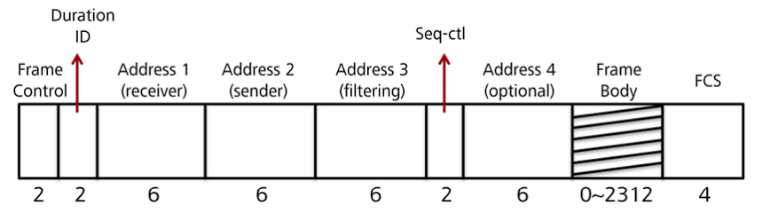 Duration
ID
Seq-ctl
Frame
Control
Address 1
(receiver)
Address 2
(sender)
Address 3
(filtering)
Address 4
(optional)
Frame
Body
FCS
2 2 6 6 6 2 6 0~2312 4